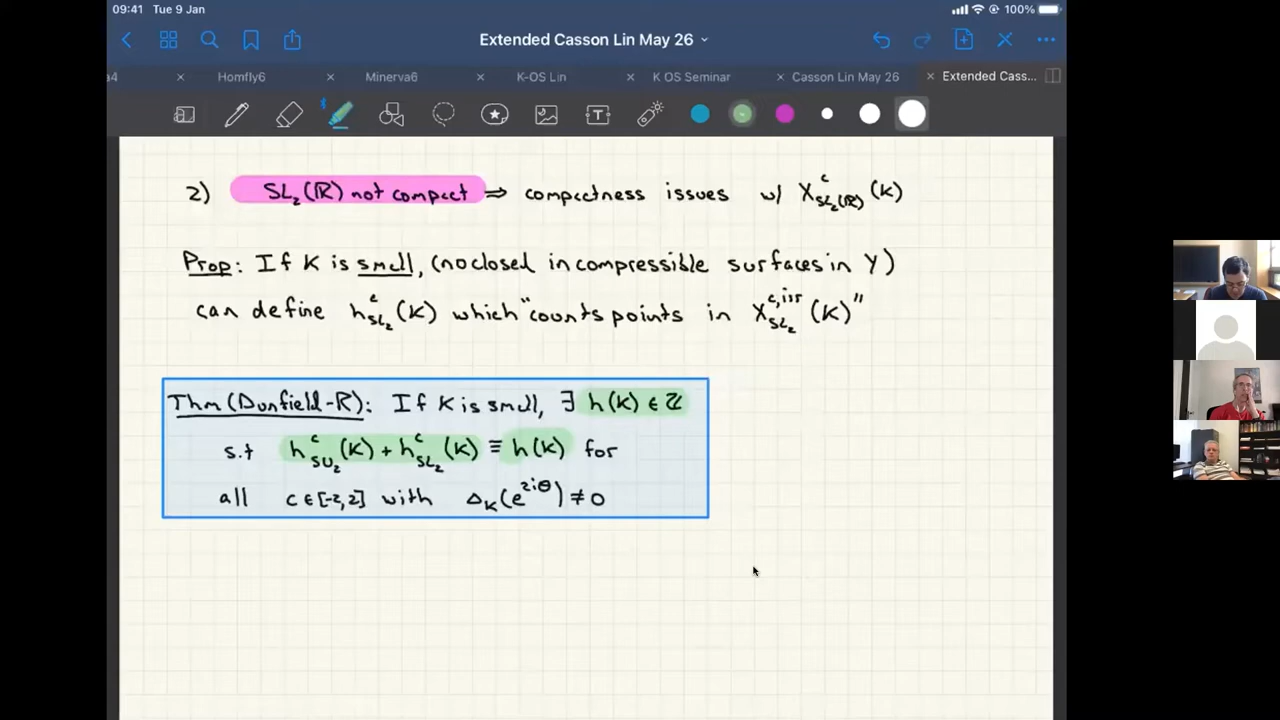 09:41 Tue 9 Jan
100%
Extended Casson Lin May 26
a4
Homfly6
Minerva6
K-OS Lin
K OS Seminar
Casson Lin May 26
Extended Cass...
2) SL₂(ℝ) not compact ⇒ compactness issues w/ X^c_{SL₂(ℝ)}(K)
Prop: If K is small, (no closed incompressible surfaces in Y)
can define h^c_{SL₂}(K) which "counts points in X^{c,irr}_{SL₂}(K)"
Thm (Dunfield-R): If K is small, ∃ h(K) ∈ ℤ
s.t h^c_{SU₂}(K) + h^c_{SL₂}(K) ≡ h(K) for
all c ∈ [-2,2] with Δ_K(e^{2iθ}) ≠ 0